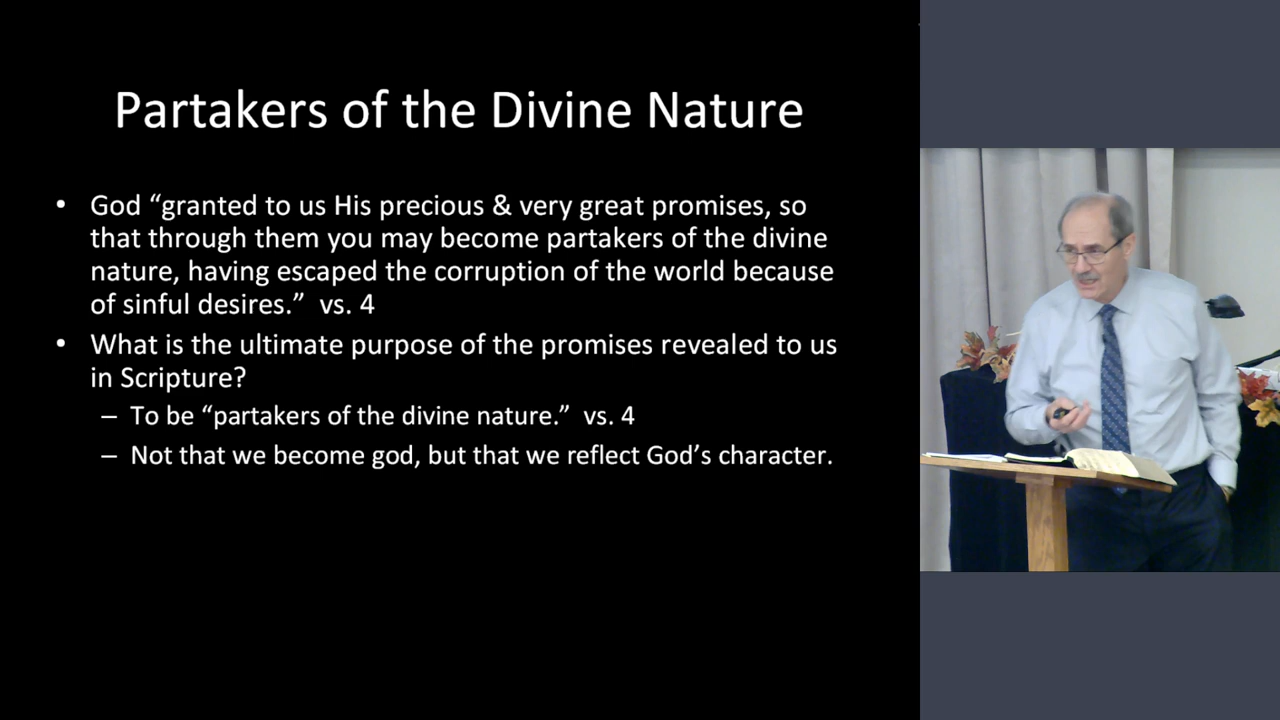 Partakers of the Divine Nature
• God “granted to us His precious & very great promises, so
that through them you may become partakers of the divine
nature, having escaped the corruption of the world because
of sinful desires.” vs. 4
• What is the ultimate purpose of the promises revealed to us
in Scripture?
– To be “partakers of the divine nature.” vs. 4
– Not that we become god, but that we reflect God’s character.